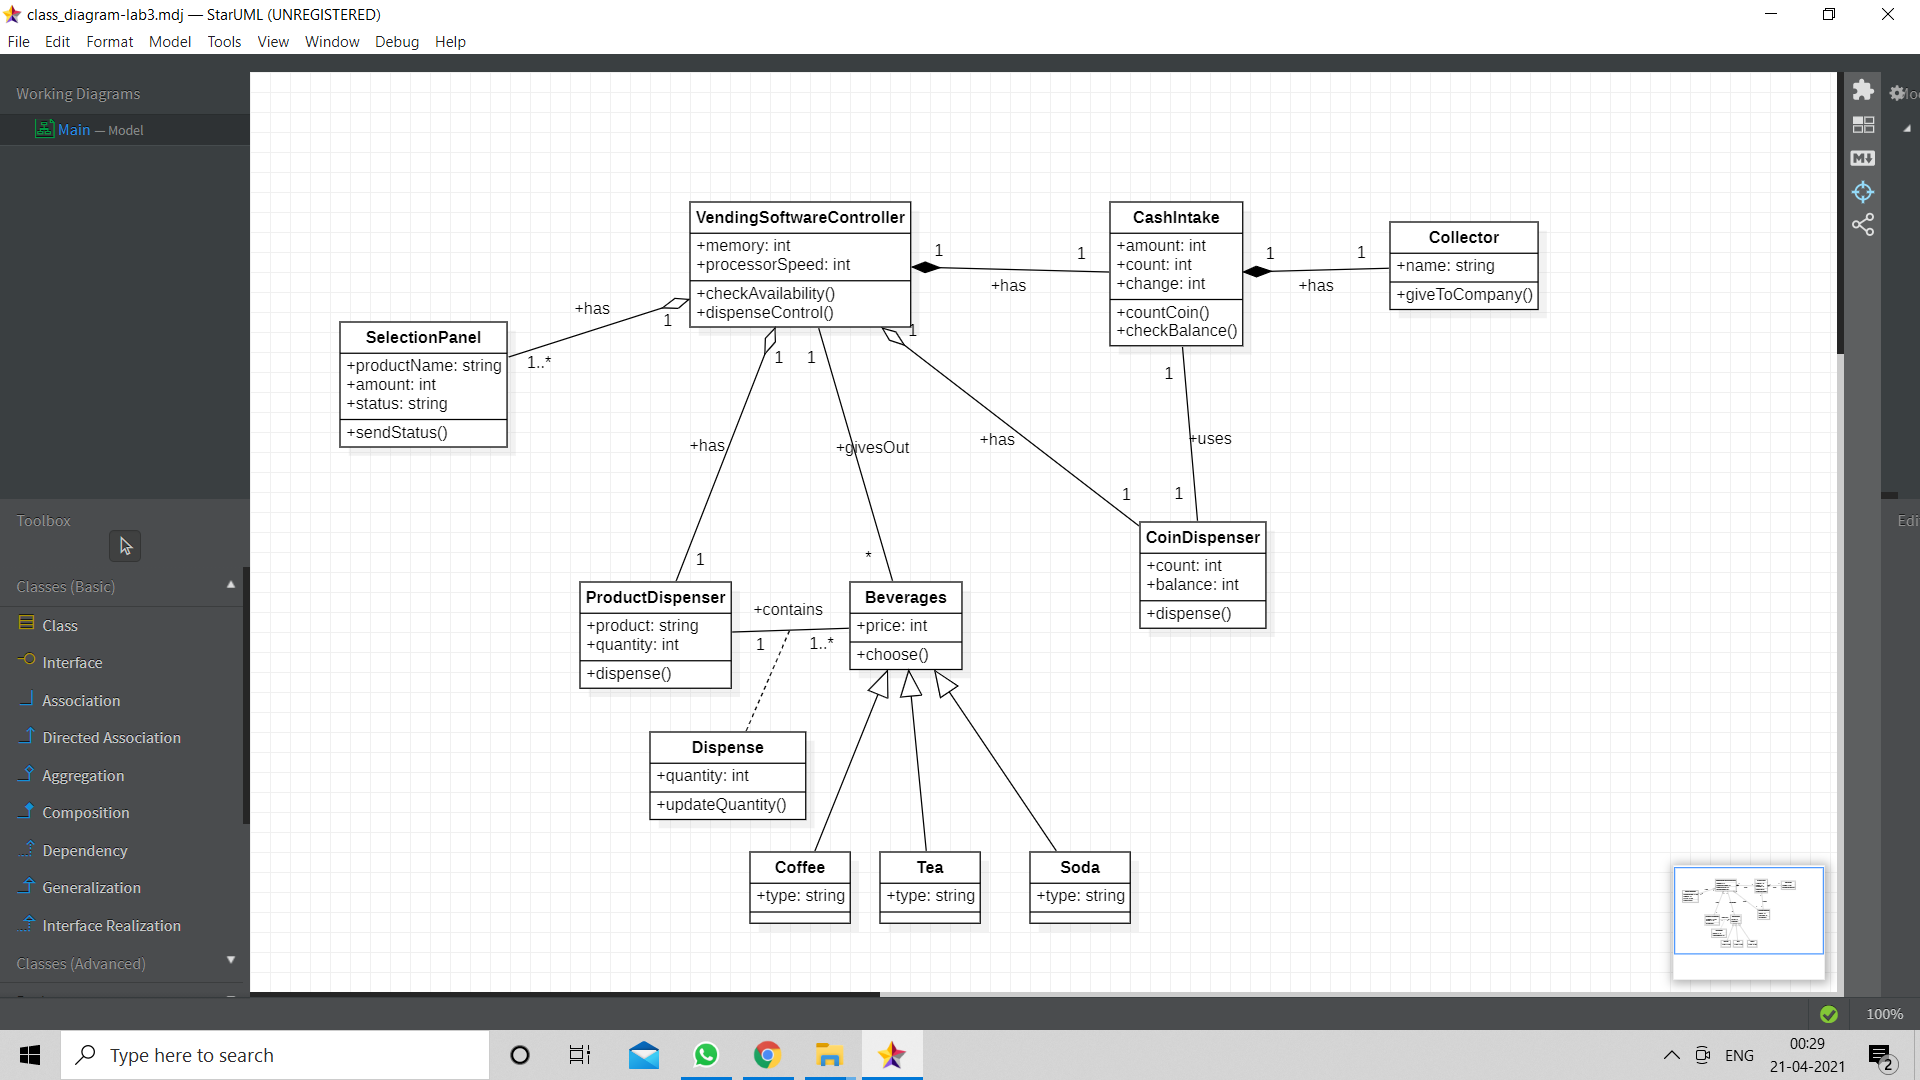 class_diagram-lab3.mdj — StarUML (UNREGISTERED)
File Edit Format Model Tools View Window Debug Help
Working Diagrams
Main — Model
Toolbox
Classes (Basic)
Class
Interface
Association
Directed Association
Aggregation
Composition
Dependency
Generalization
Interface Realization
Classes (Advanced)
VendingSoftwareController
+memory: int
+processorSpeed: int
+checkAvailability()
+dispenseControl()
1
+has
1
CashIntake
+amount: int
+count: int
+change: int
+countCoin()
+checkBalance()
1
+has
1
Collector
+name: string
+giveToCompany()
+has
1
1..*
SelectionPanel
+productName: string
+amount: int
+status: string
+sendStatus()
1
+has
1
1
+givesOut
*
1
+has
1
1
+uses
1
ProductDispenser
+product: string
+quantity: int
+dispense()
+contains
1
1..*
Beverages
+price: int
+choose()
CoinDispenser
+count: int
+balance: int
+dispense()
Dispense
+quantity: int
+updateQuantity()
Coffee
+type: string
Tea
+type: string
Soda
+type: string
M
Edi
100%
Type here to search
ENG
00:29
21-04-2021
2